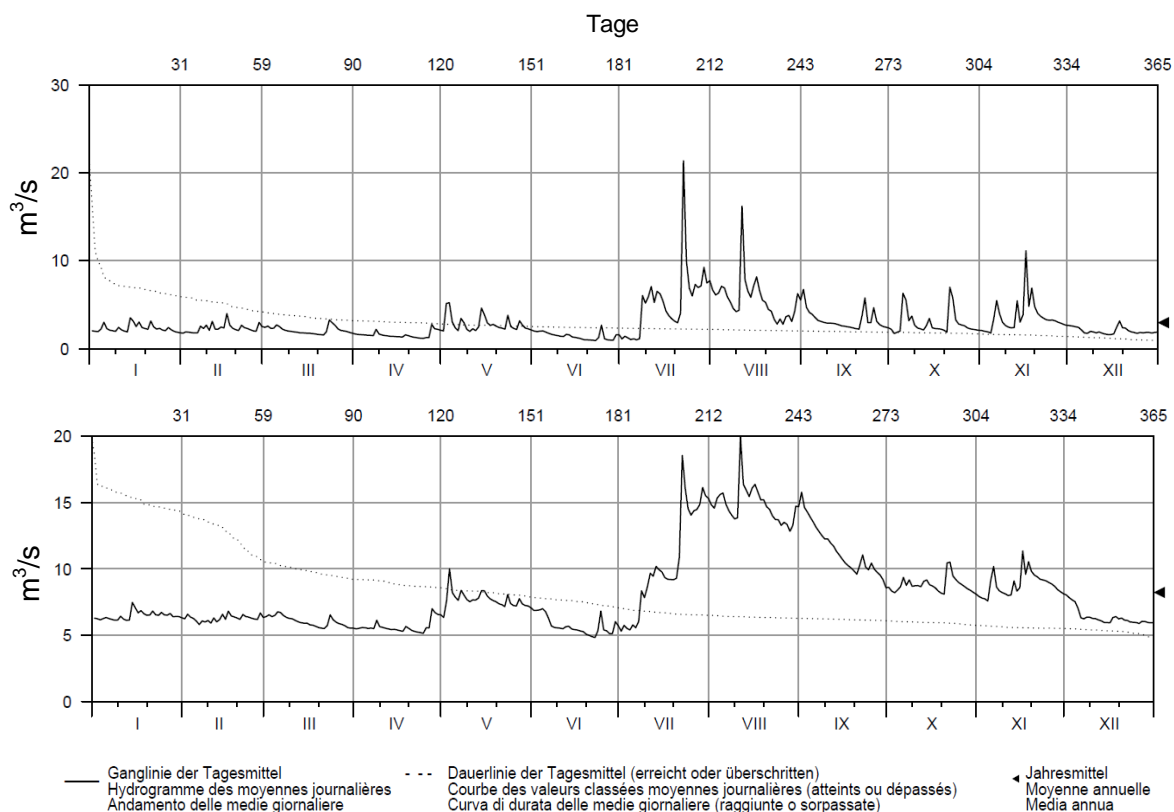 Tage
31 59 90 120 151 181 212 243 273 304 334 365
30
20
10
0
m³/s
I II III IV V VI VII VIII IX X XI XII
31 59 90 120 151 181 212 243 273 304 334 365
20
15
10
5
0
m³/s
I II III IV V VI VII VIII IX X XI XII
Ganglinie der Tagesmittel
Hydrogramme des moyennes journalières
Andamento delle medie giornaliere
Dauerlinie der Tagesmittel (erreicht oder überschritten)
Courbe des valeurs classées moyennes journalières (atteints ou dépassés)
Curva di durata delle medie giornaliere (raggiunte o sorpassate)
Jahresmittel
Moyenne annuelle
Media annua